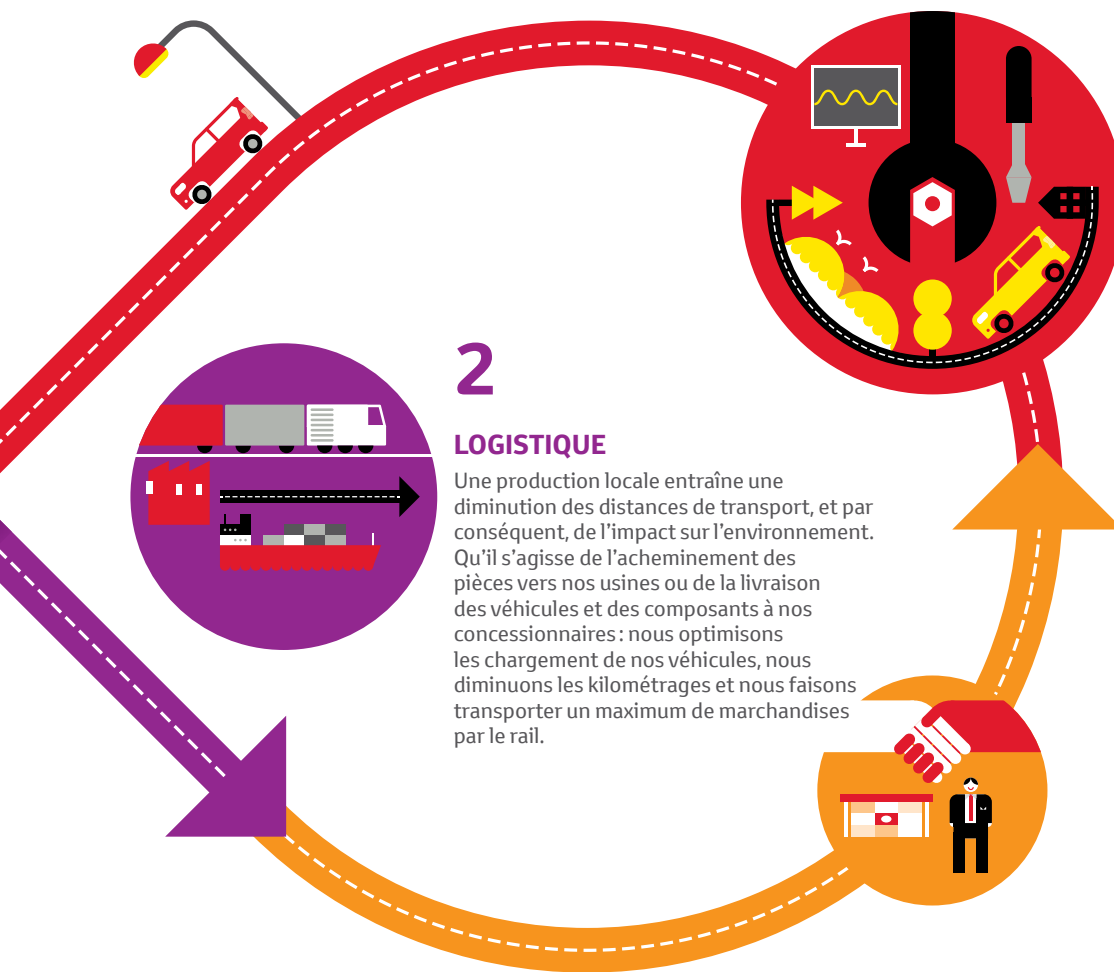 2
LOGISTIQUE
Une production locale entraîne une
diminution des distances de transport, et par
conséquent, de l'impact sur l'environnement.
Qu'il s'agisse de l'acheminement des
pièces vers nos usines ou de la livraison
des véhicules et des composants à nos
concessionnaires : nous optimisons
les chargement de nos véhicules, nous
diminuons les kilométrages et nous faisons
transporter un maximum de marchandises
par le rail.